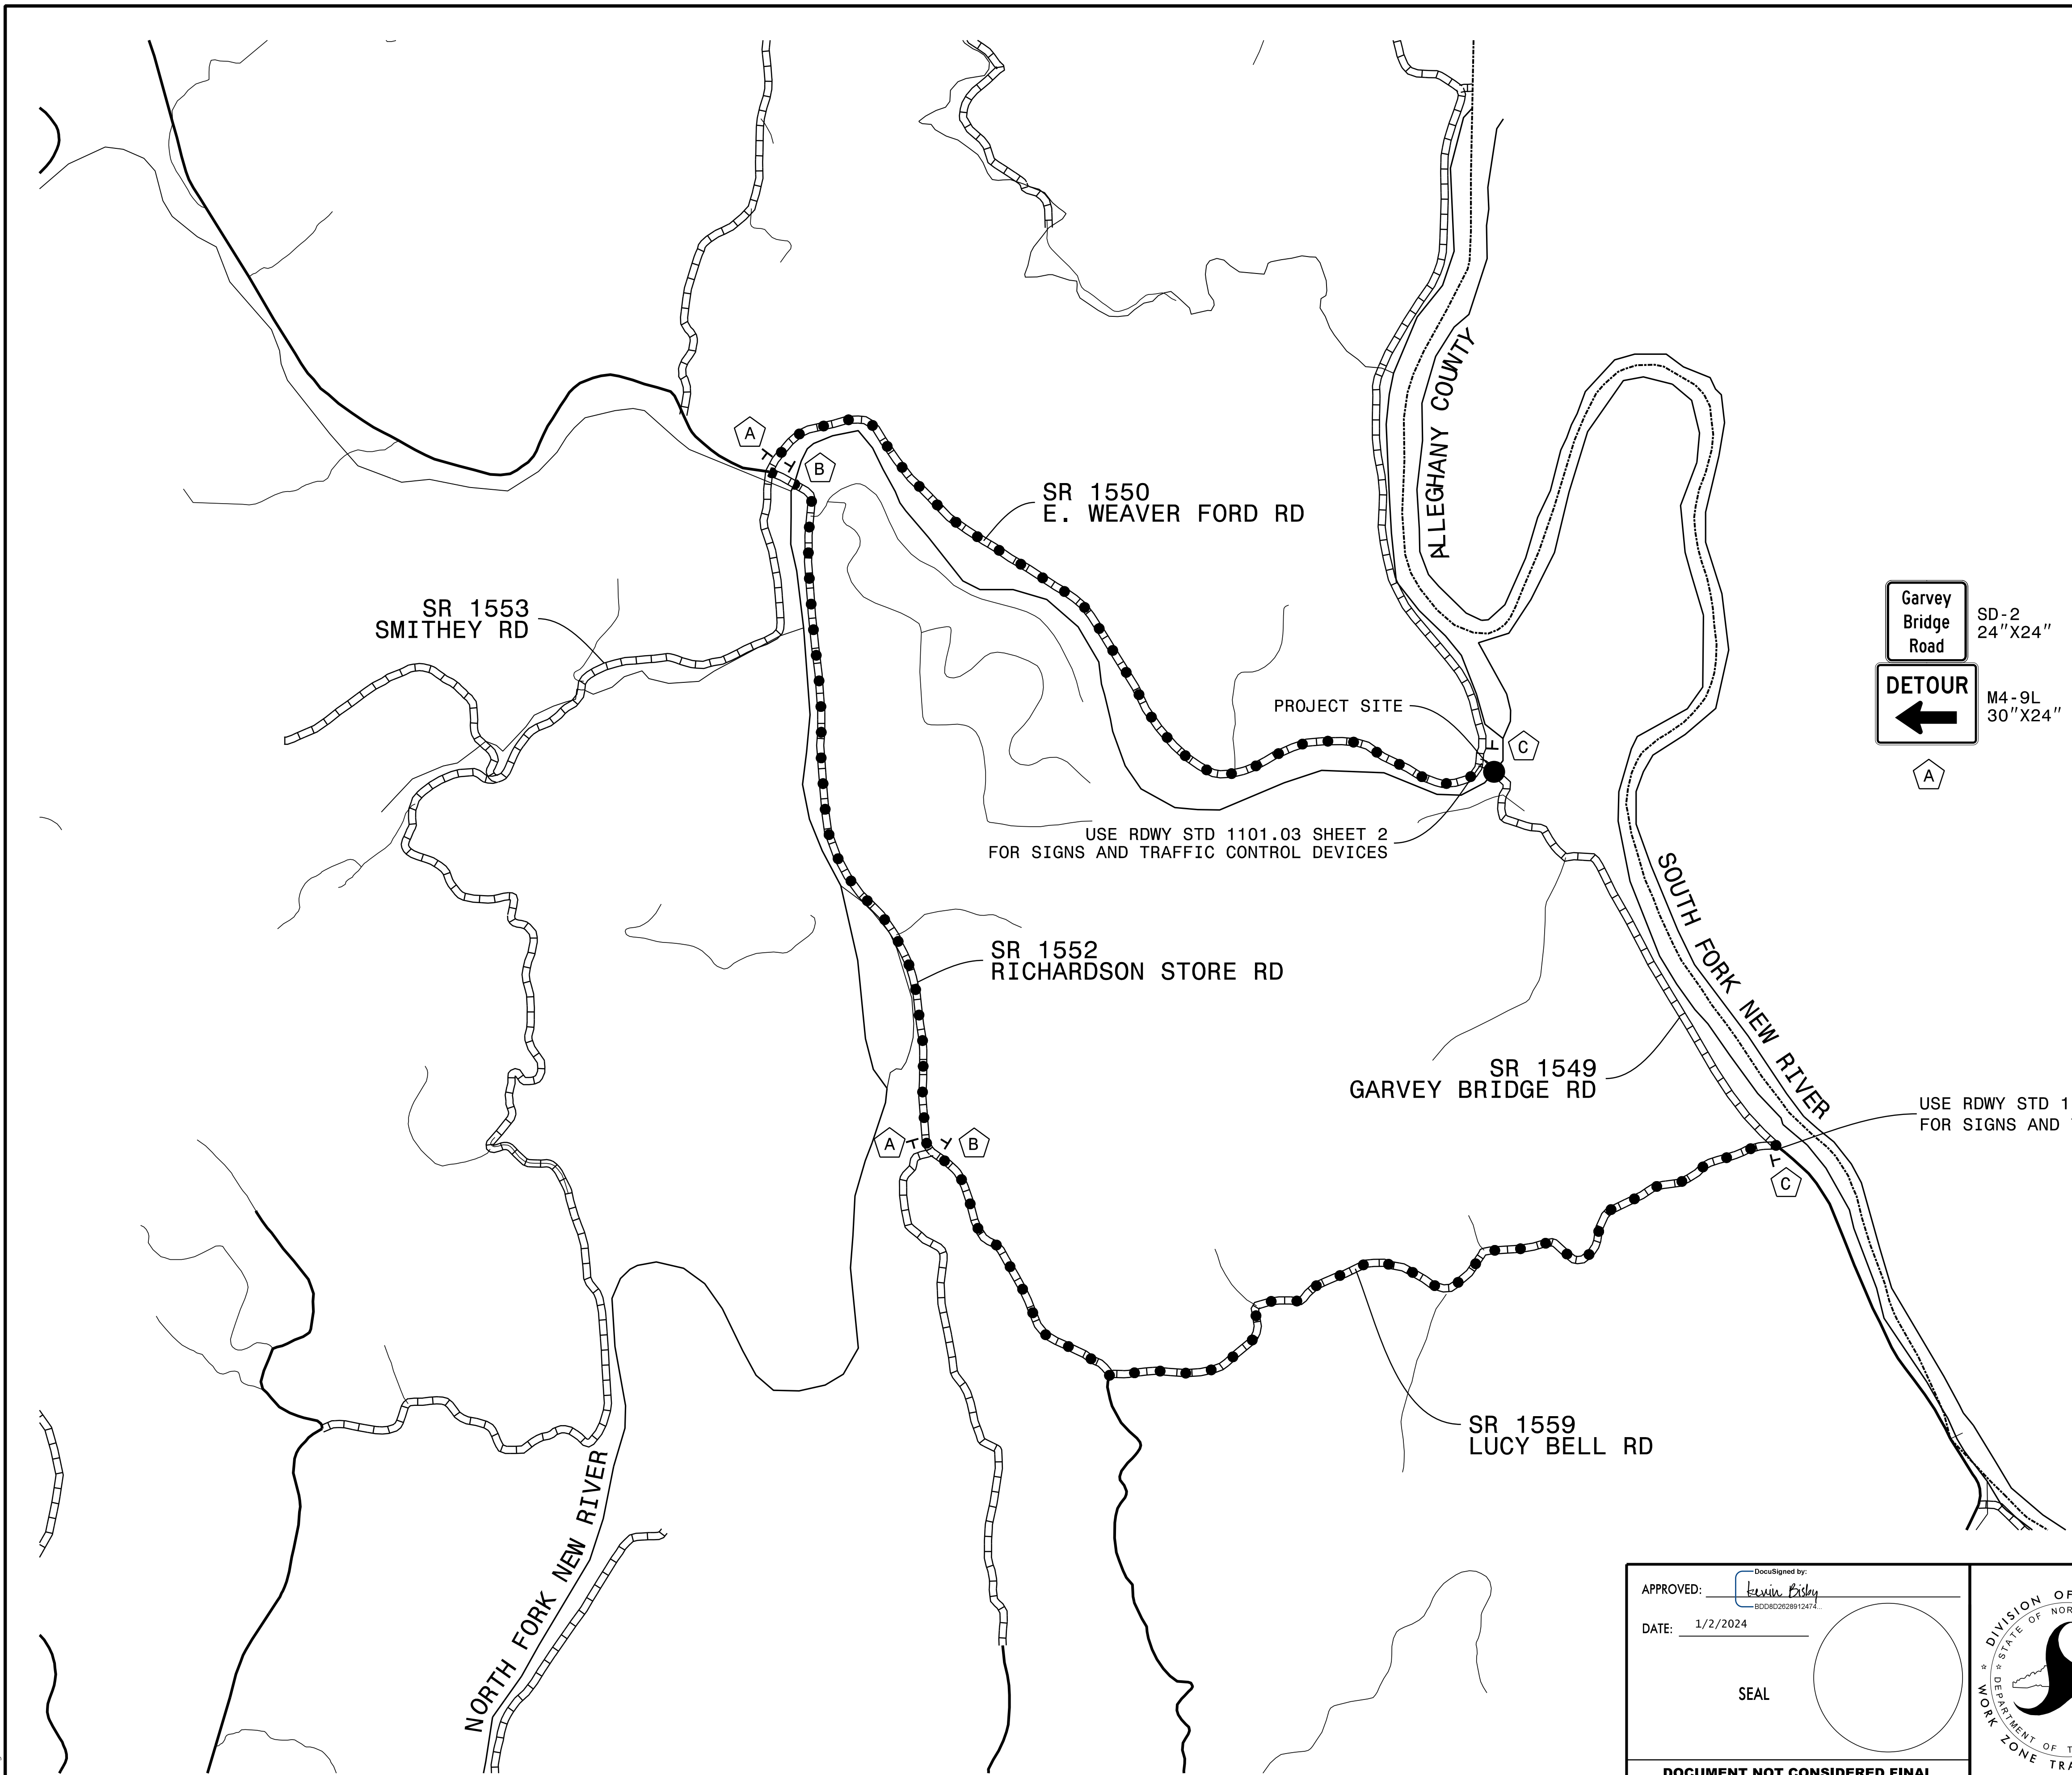 A
B
SR 1550
E. WEAVER FORD RD
ALLEGHANY COUNTY
SR 1553
SMITHEY RD
Garvey
Bridge
Road
SD-2
24"X24"
DETOUR
M4-9L
30"X24"
A
PROJECT SITE
C
USE RDWY STD 1101.03 SHEET 2
FOR SIGNS AND TRAFFIC CONTROL DEVICES
SOUTH FORK NEW RIVER
SR 1552
RICHARDSON STORE RD
SR 1549
GARVEY BRIDGE RD
USE RDWY STD 1
FOR SIGNS AND
A
B
C
SR 1559
LUCY BELL RD
NORTH FORK NEW RIVER
APPROVED:
DocuSigned by:
Kevin Bisby
BDD8D2628912474...
DATE: 1/2/2024
SEAL
DIVISION OF
STATE OF NOR
DEPARTMENT OF T
WORK ZONE TRA
DOCUMENT NOT CONSIDERED FINAL